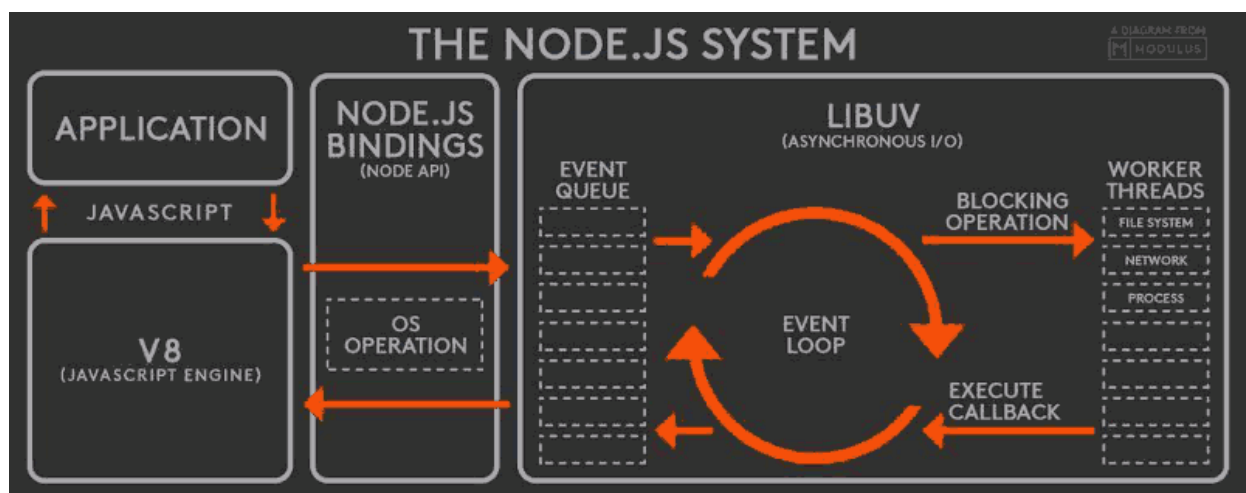 THE NODE.JS SYSTEM
A DIAGRAM FROM
M MODULUS
APPLICATION
JAVASCRIPT
V8
(JAVASCRIPT ENGINE)
NODE.JS
BINDINGS
(NODE API)
OS
OPERATION
LIBUV
(ASYNCHRONOUS I/O)
EVENT
QUEUE
EVENT
LOOP
BLOCKING
OPERATION
EXECUTE
CALLBACK
WORKER
THREADS
FILE SYSTEM
NETWORK
PROCESS